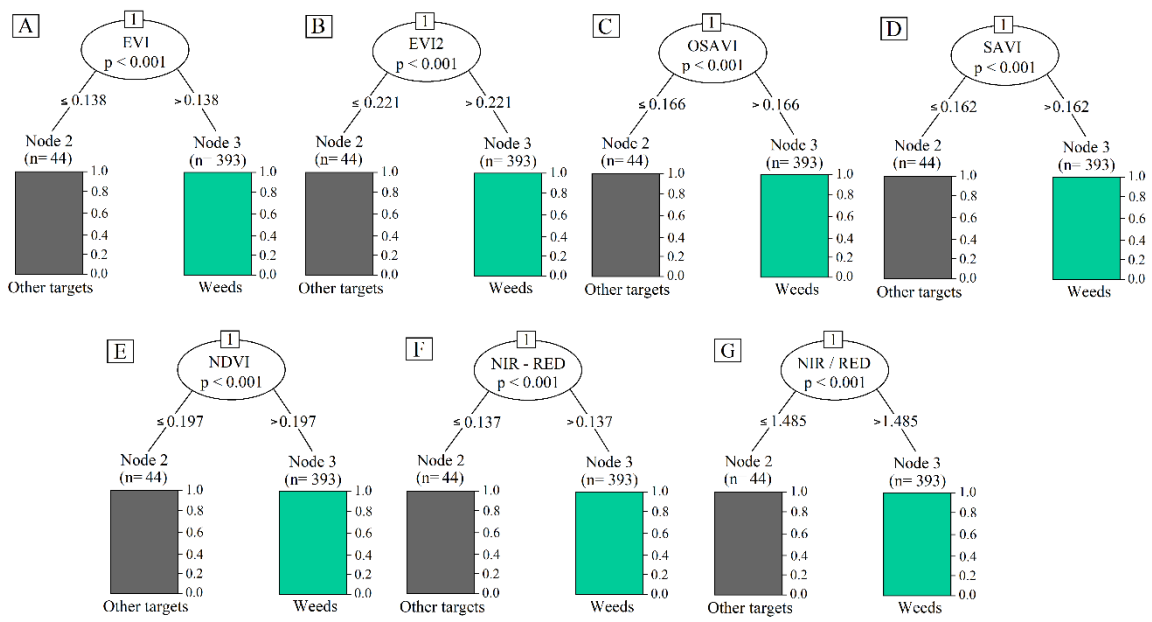 A
1
EVI
p < 0.001
≤ 0.138
> 0.138
Node 2
(n= 44)
Node 3
(n= 393)
1.0
0.8
0.6
0.4
0.2
0.0
1.0
0.8
0.6
0.4
0.2
0.0
Other targets
Weeds
B
1
EVI2
p < 0.001
≤ 0.221
> 0.221
Node 2
(n= 44)
Node 3
(n= 393)
1.0
0.8
0.6
0.4
0.2
0.0
1.0
0.8
0.6
0.4
0.2
0.0
Other targets
Weeds
C
1
OSAVI
p < 0.001
≤ 0.166
> 0.166
Node 2
(n= 44)
Node 3
(n= 393)
1.0
0.8
0.6
0.4
0.2
0.0
1.0
0.8
0.6
0.4
0.2
0.0
Other targets
Weeds
D
1
SAVI
p < 0.001
≤ 0.162
>0.162
Node 2
(n= 44)
Node 3
(n= 393)
1.0
0.8
0.6
0.4
0.2
0.0
1.0
0.8
0.6
0.4
0.2
0.0
Other targets
Weeds
E
1
NDVI
p < 0.001
≤ 0.197
>0.197
Node 2
(n= 44)
Node 3
(n= 393)
1.0
0.8
0.6
0.4
0.2
0.0
1.0
0.8
0.6
0.4
0.2
0.0
Other targets
Weeds
F
1
NIR - RED
p < 0.001
≤ 0.137
> 0.137
Node 2
(n= 44)
Node 3
(n= 393)
1.0
0.8
0.6
0.4
0.2
0.0
1.0
0.8
0.6
0.4
0.2
0.0
Other targets
Weeds
G
1
NIR / RED
p < 0.001
≤ 1.485
>1.485
Node 2
(n 44)
Node 3
(n= 393)
1.0
0.8
0.6
0.4
0.2
0.0
1.0
0.8
0.6
0.4
0.2
0.0
Other targets
Weeds